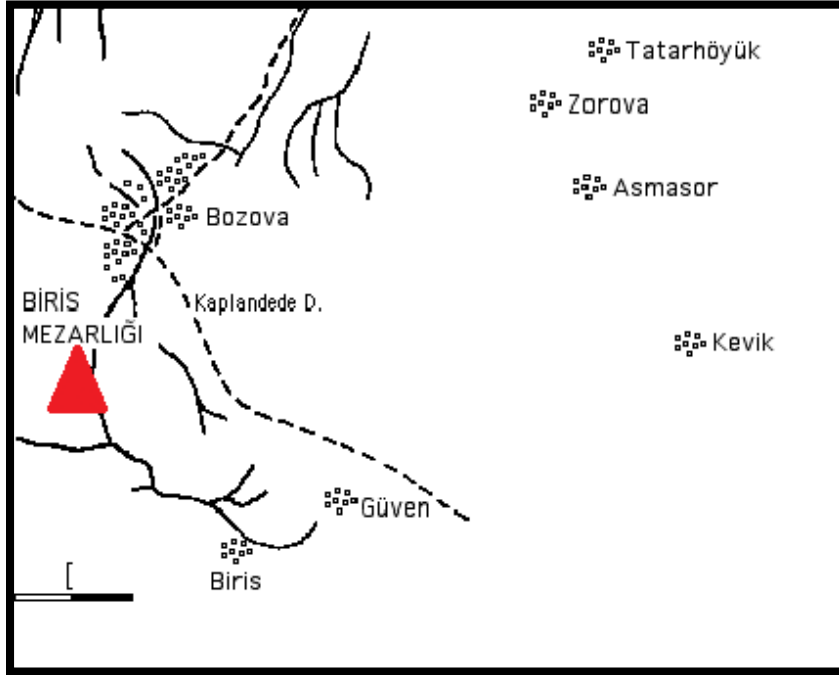 Tatarhöyük
Zorova
Asmasor
Bozova
BİRİS
MEZARLIĞI
Kaplandede D.
Kevik
Güven
Biris